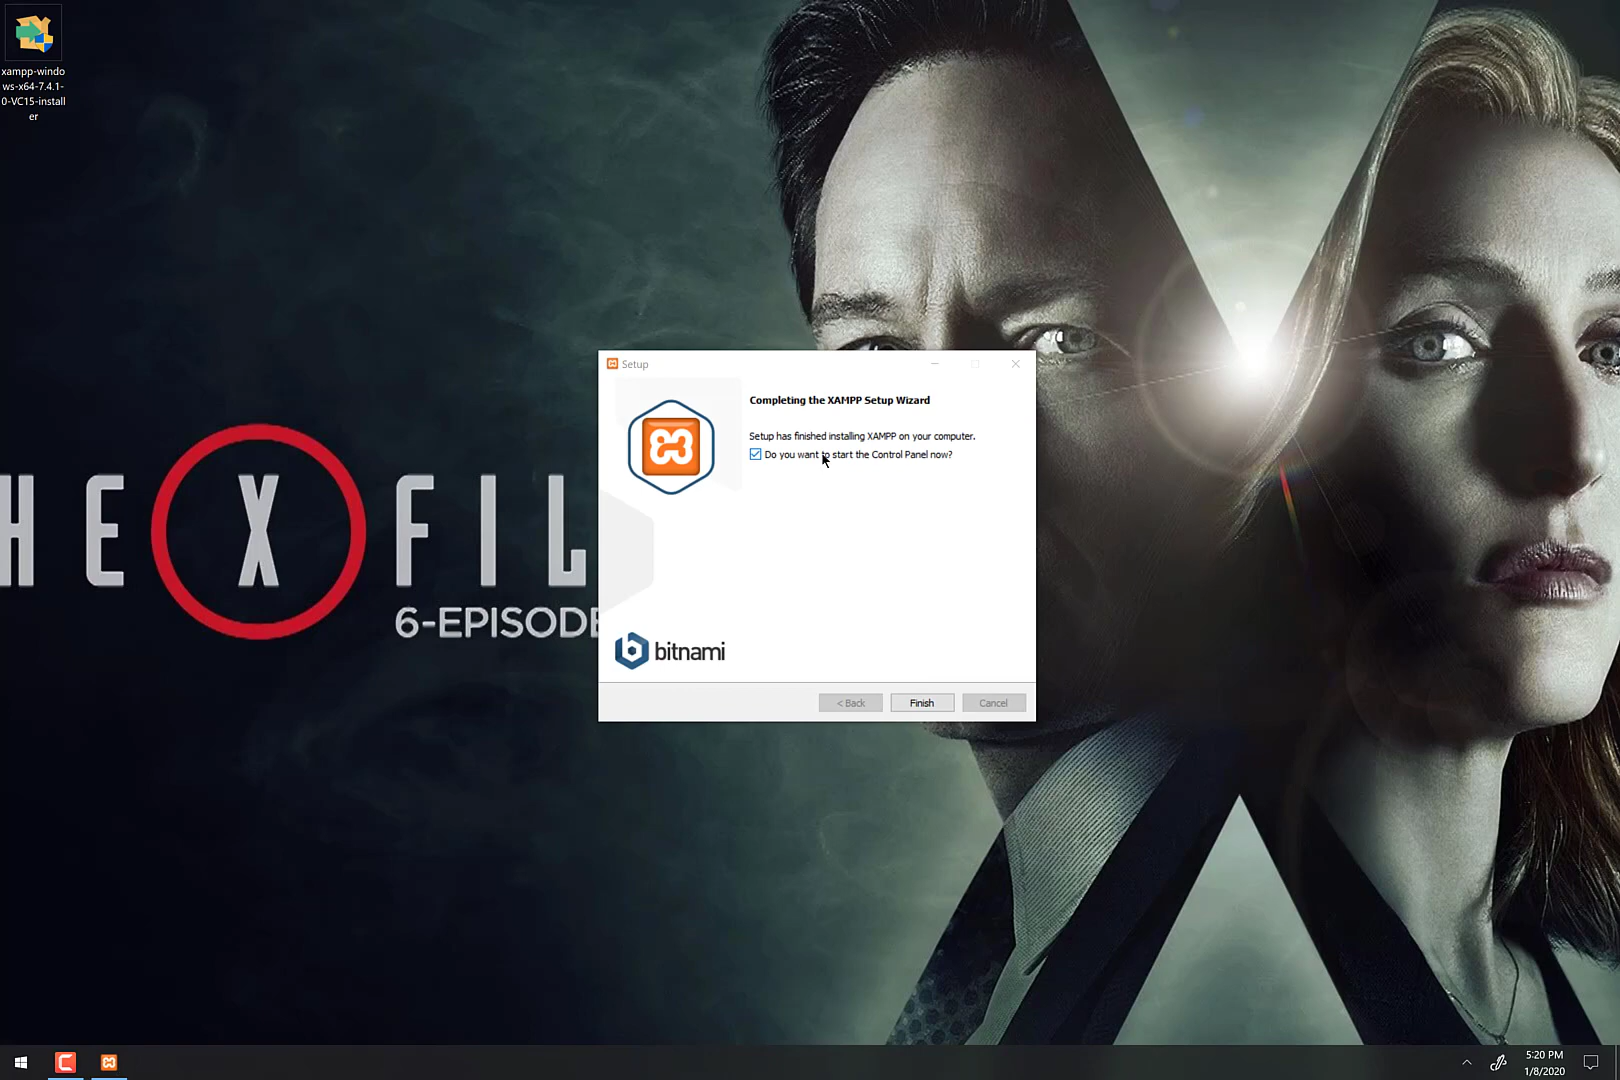 xampp-windo
ws-x64-7.4.1-
0-VC15-install
er
HE X FIL
6-EPISODE
Setup
Completing the XAMPP Setup Wizard
Setup has finished installing XAMPP on your computer.
Do you want to start the Control Panel now?
bitnami
< Back
Finish
Cancel
5:20 PM
1/8/2020